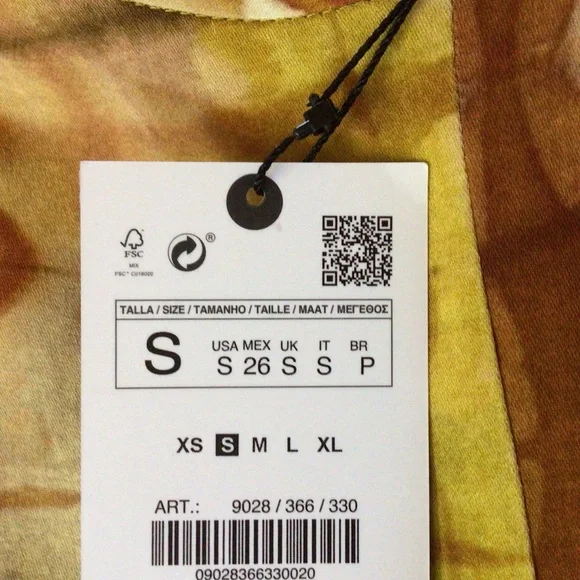 ®
FSC
MIX
TALLA / SIZE / TAMANHO / TAILLE / MAAT / ΜΕΓΕΘΟΣ
S
USA MEX UK IT BR
S 26 S S P
XS S M L XL
ART.: 9028 / 366 / 330
09028366330020